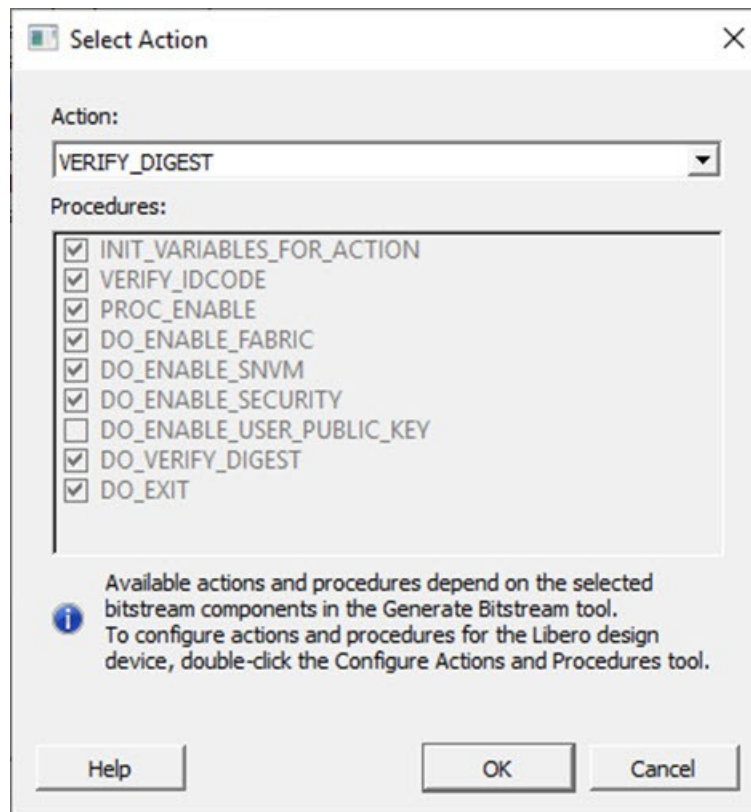 Select Action
Action:
VERIFY_DIGEST
Procedures:
INIT_VARIABLES_FOR_ACTION
VERIFY_IDCODE
PROC_ENABLE
DO_ENABLE_FABRIC
DO_ENABLE_SNVM
DO_ENABLE_SECURITY
DO_ENABLE_USER_PUBLIC_KEY
DO_VERIFY_DIGEST
DO_EXIT
Available actions and procedures depend on the selected
bitstream components in the Generate Bitstream tool.
To configure actions and procedures for the Libero design
device, double-click the Configure Actions and Procedures tool.
Help OK Cancel